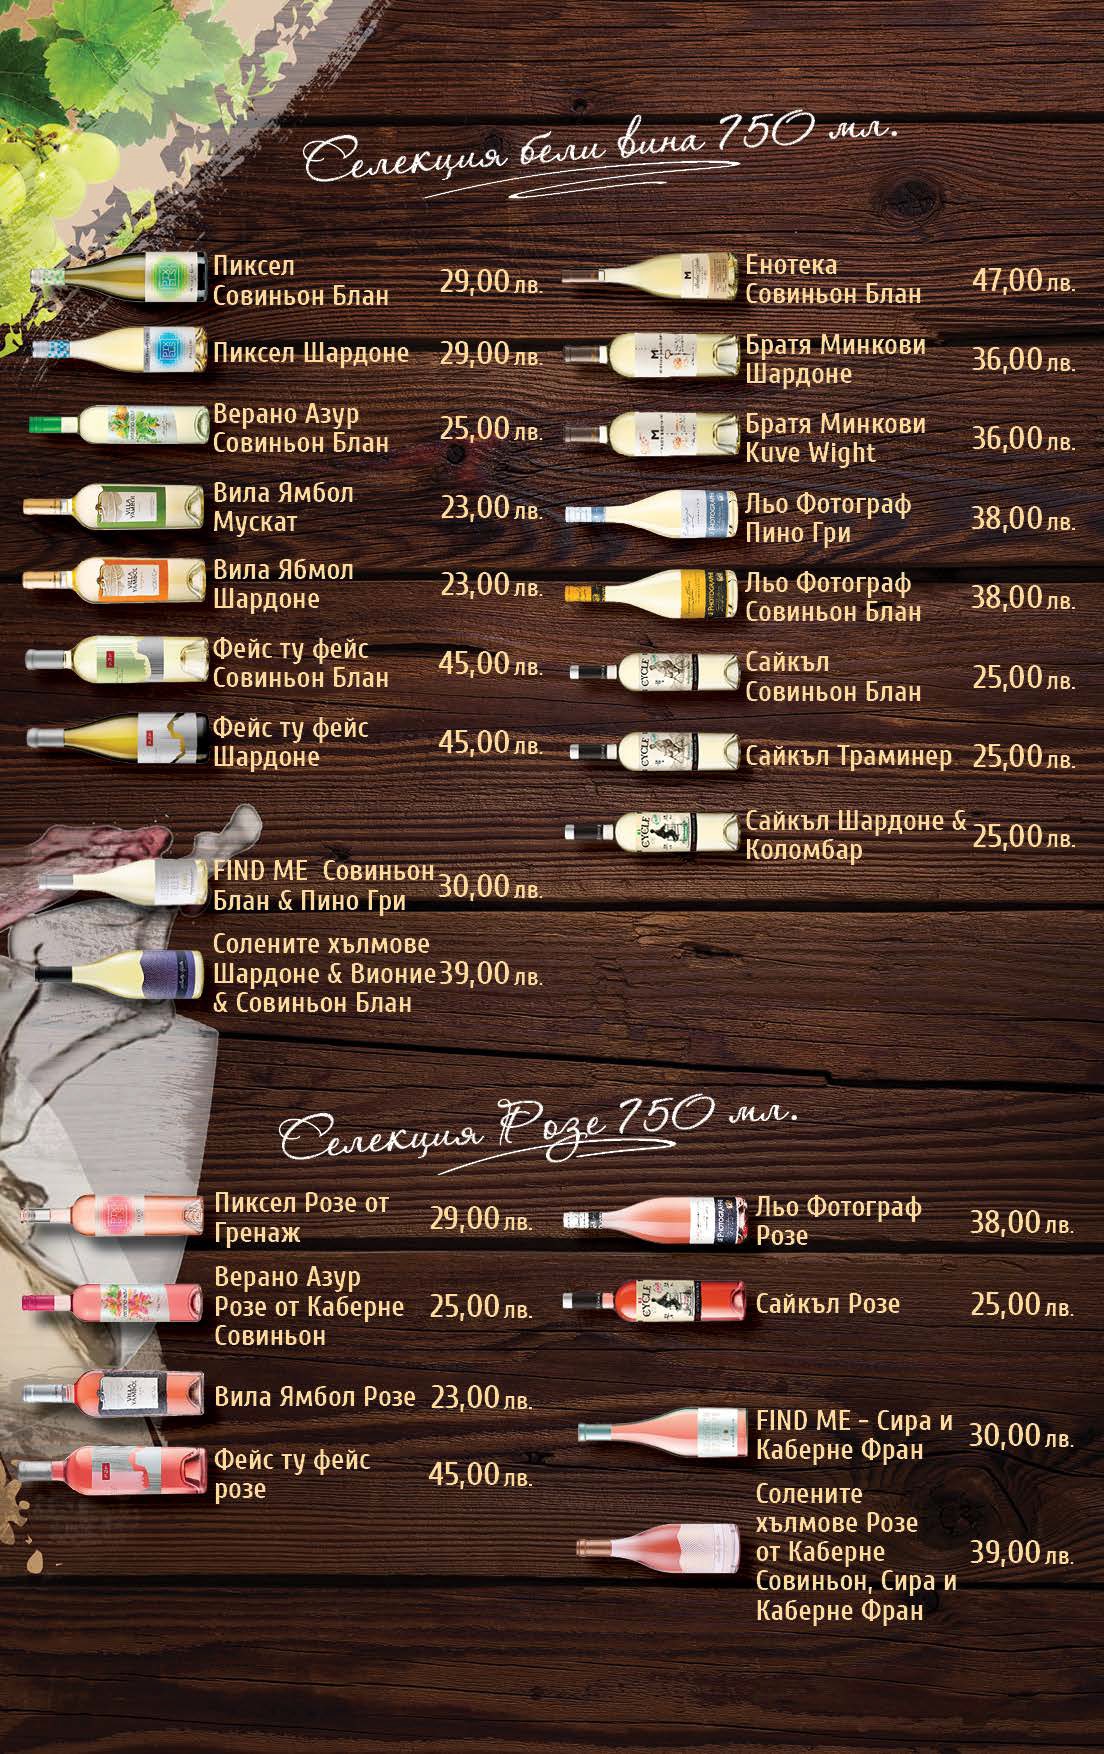 Селекция бели вина 750 мл.
Пиксел
Совиньон Блан
29,00 лв.
Пиксел Шардоне
29,00 лв.
Верано Азур
Совиньон Блан
25,00 лв.
Вила Ямбол
Мускат
23,00 лв.
Вила Ябмол
Шардоне
23,00 лв.
Фейс ту фейс
Совиньон Блан
45,00 лв.
Фейс ту фейс
Шардоне
45,00 лв.
FIND ME Совиньон
Блан & Пино Гри
30,00 лв.
Солените хълмове
Шардоне & Вионие
& Совиньон Блан
39,00 лв.
Енотека
Совиньон Блан
47,00 лв.
Братя Минкови
Шардоне
36,00 лв.
Братя Минкови
Kuve Wight
36,00 лв.
Льо Фотограф
Пино Гри
38,00 лв.
Льо Фотограф
Совиньон Блан
38,00 лв.
Сайкъл
Совиньон Блан
25,00 лв.
Сайкъл Траминер
25,00 лв.
Сайкъл Шардоне &
Коломбар
25,00 лв.
Селекция Розе 750 мл.
Пиксел Розе от
Гренаж
29,00 лв.
Верано Азур
Розе от Каберне
Совиньон
25,00 лв.
Вила Ямбол Розе
23,00 лв.
Фейс ту фейс
розе
45,00 лв.
Льо Фотограф
Розе
38,00 лв.
Сайкъл Розе
25,00 лв.
FIND ME - Сира и
Каберне Фран
30,00 лв.
Солените
хълмове Розе
от Каберне
Совиньон, Сира и
Каберне Фран
39,00 лв.